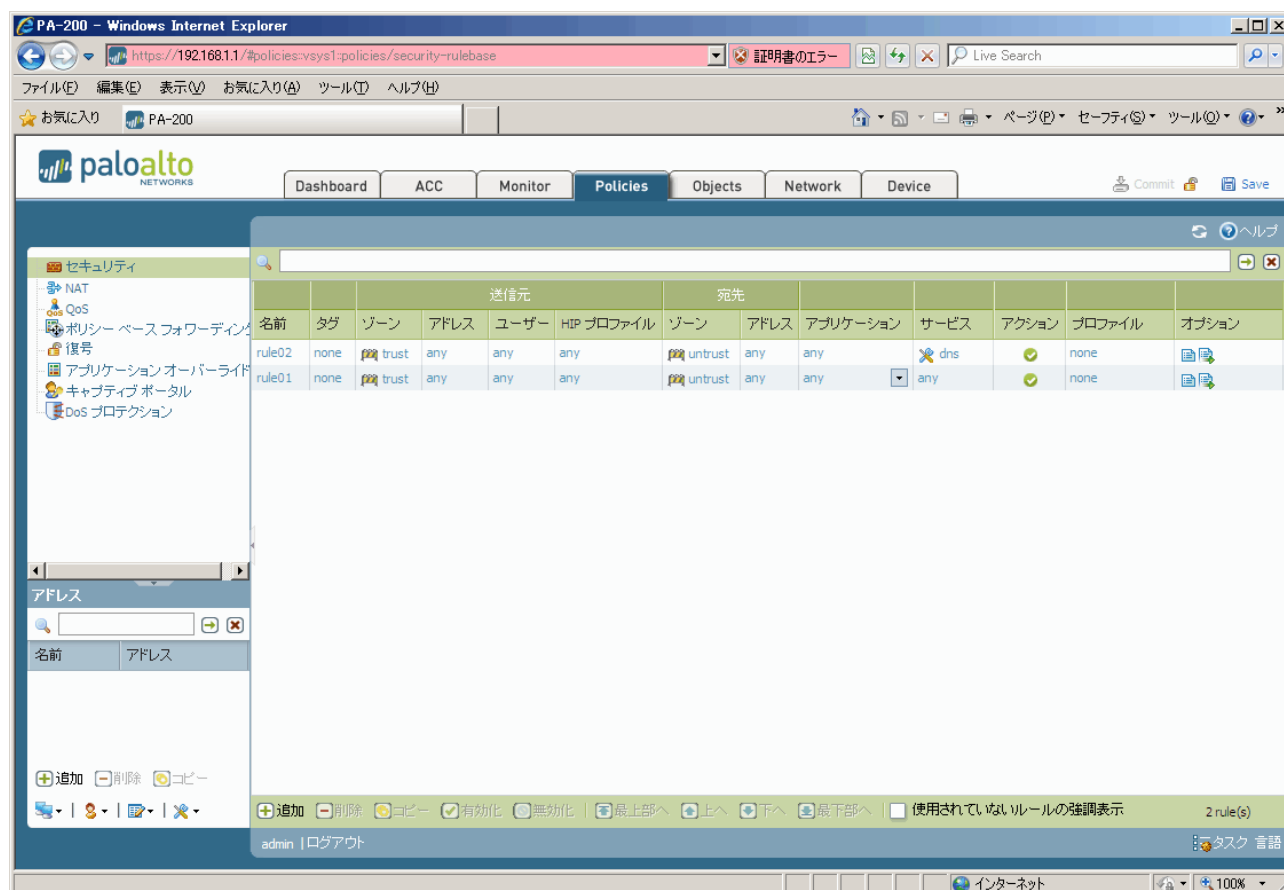 PA-200 - Windows Internet Explorer
https://192.168.1.1/#policies::vsys1::policies/security-rulebase
証明書のエラー
Live Search
ファイル(F) 編集(E) 表示(V) お気に入り(A) ツール(T) ヘルプ(H)
お気に入り PA-200
ページ(P) セーフティ(S) ツール(O)
paloalto
NETWORKS
Dashboard ACC Monitor Policies Objects Network Device
Commit Save
ヘルプ
セキュリティ
NAT
QoS
ポリシー ベース フォワーディング
復号
アプリケーション オーバーライド
キャプティブ ポータル
DoS プロテクション
送信元 宛先
名前 タグ ゾーン アドレス ユーザー HIP プロファイル ゾーン アドレス アプリケーション サービス アクション プロファイル オプション
rule02 none trust any any any untrust any any dns none
rule01 none trust any any any untrust any any any none
アドレス
名前 アドレス
追加 削除 コピー
追加 削除 コピー 有効化 無効化 最上部へ 上へ 下へ 最下部へ 使用されていないルールの強調表示 2 rule(s)
admin | ログアウト
タスク 言語
インターネット 100%